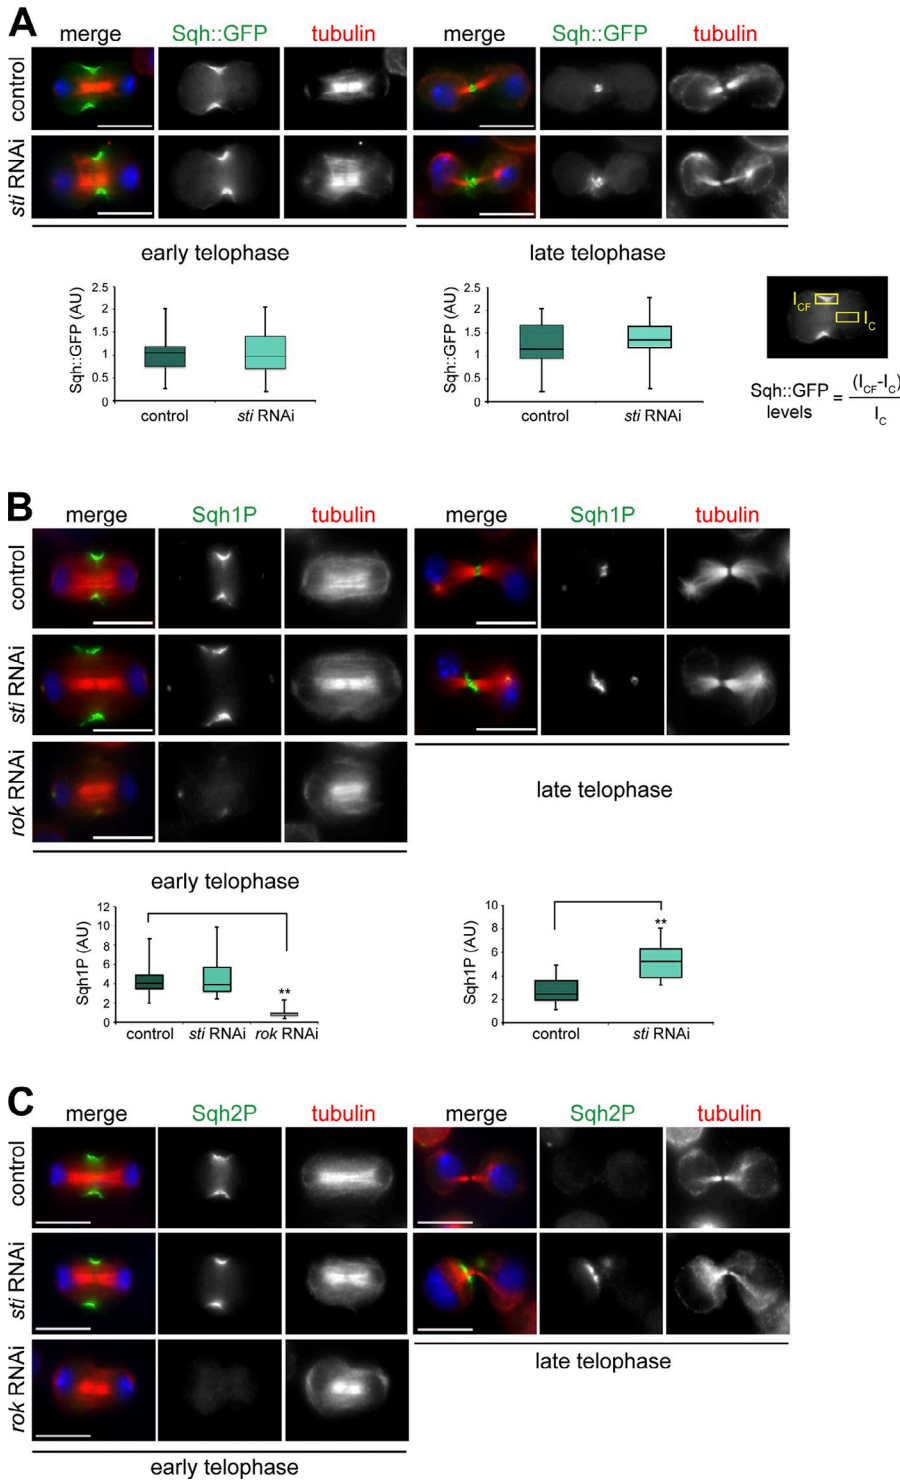 A
merge Sqh::GFP tubulin merge Sqh::GFP tubulin
control
sti RNAi
early telophase late telophase
Sqh::GFP (AU)
2.5
2
1.5
1
0.5
0
control sti RNAi
Sqh::GFP (AU)
2.5
2
1.5
1
0.5
0
control sti RNAi
ICF
IC
Sqh::GFP levels = (ICF-IC)
IC
B
merge Sqh1P tubulin merge Sqh1P tubulin
control
sti RNAi
rok RNAi
late telophase
early telophase
Sqh1P (AU)
12
10
8
6
4
2
0
**
control sti RNAi rok RNAi
Sqh1P (AU)
10
8
6
4
2
0
**
control sti RNAi
C
merge Sqh2P tubulin merge Sqh2P tubulin
control
sti RNAi
rok RNAi
late telophase
early telophase